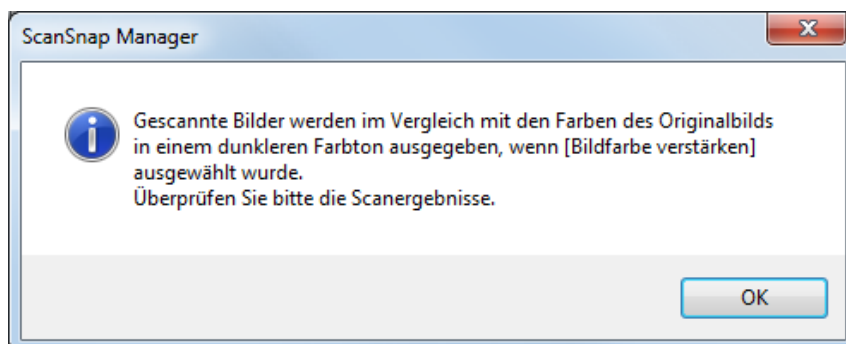 ScanSnap Manager
Gescannte Bilder werden im Vergleich mit den Farben des Originalbilds
in einem dunkleren Farbton ausgegeben, wenn [Bildfarbe verstärken]
ausgewählt wurde.
Überprüfen Sie bitte die Scanergebnisse.
OK